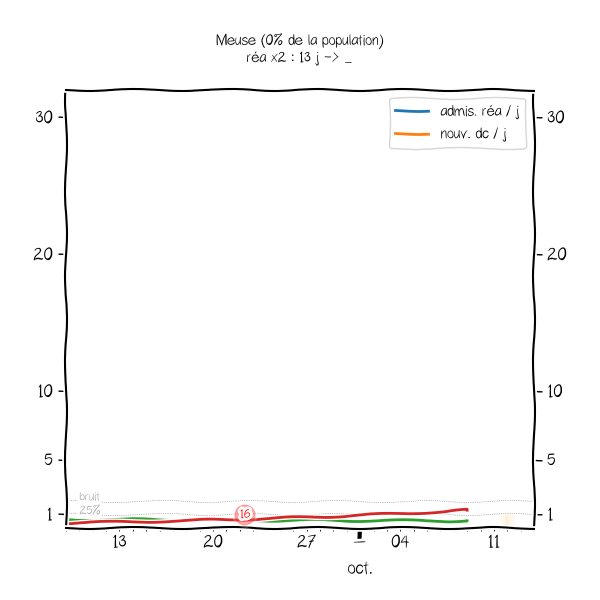 Meuse (0% de la population)
réa x2 : 13 j -> _
admis. réa / j
nouv. dc / j
30
30
20
20
10
10
5
5
bruit
25%
1
16
1
13
20
27
04
11
oct.